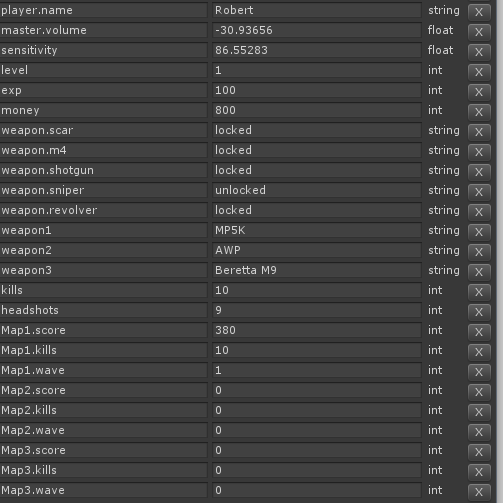 player.name Robert string X
master.volume -30.93656 float X
sensitivity 86.55283 float X
level 1 int X
exp 100 int X
money 800 int X
weapon.scar locked string X
weapon.m4 locked string X
weapon.shotgun locked string X
weapon.sniper unlocked string X
weapon.revolver locked string X
weapon1 MP5K string X
weapon2 AWP string X
weapon3 Beretta M9 string X
kills 10 int X
headshots 9 int X
Map1.score 380 int X
Map1.kills 10 int X
Map1.wave 1 int X
Map2.score 0 int X
Map2.kills 0 int X
Map2.wave 0 int X
Map3.score 0 int X
Map3.kills 0 int X
Map3.wave 0 int X